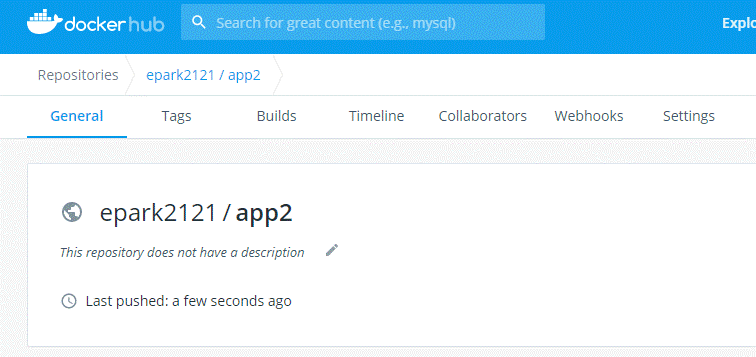 docker hub
Search for great content (e.g., mysql)
Explo
Repositories
epark2121 / app2
General
Tags
Builds
Timeline
Collaborators
Webhooks
Settings
epark2121 / app2
This repository does not have a description
Last pushed: a few seconds ago